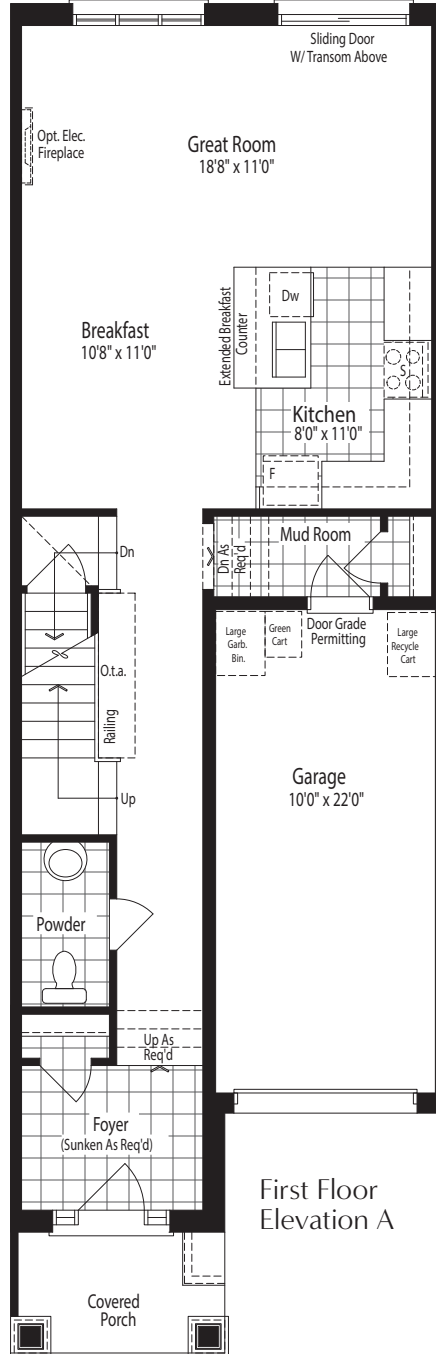 Sliding Door
W/ Transom Above
Opt. Elec.
Fireplace
Great Room
18'8" x 11'0"
Dw
Extended Breakfast
Counter
Breakfast
10'8" x 11'0"
S
Kitchen
8'0" x 11'0"
F
Mud Room
Dn As
Req'd
Dn
Large
Garb.
Bin.
Green
Cart
Door Grade
Permitting
Large
Recycle
Cart
O.t.a.
Railing
Garage
10'0" x 22'0"
Up
Powder
Up As
Req'd
Foyer
(Sunken As Req'd)
First Floor
Elevation A
Covered
Porch